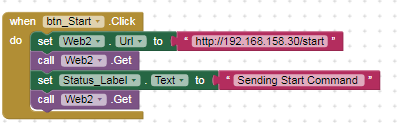 when btn_Start .Click
do set Web2 . Url to " http://192.168.158.30/start "
call Web2 .Get
set Status_Label . Text to " Sending Start Command "
call Web2 .Get